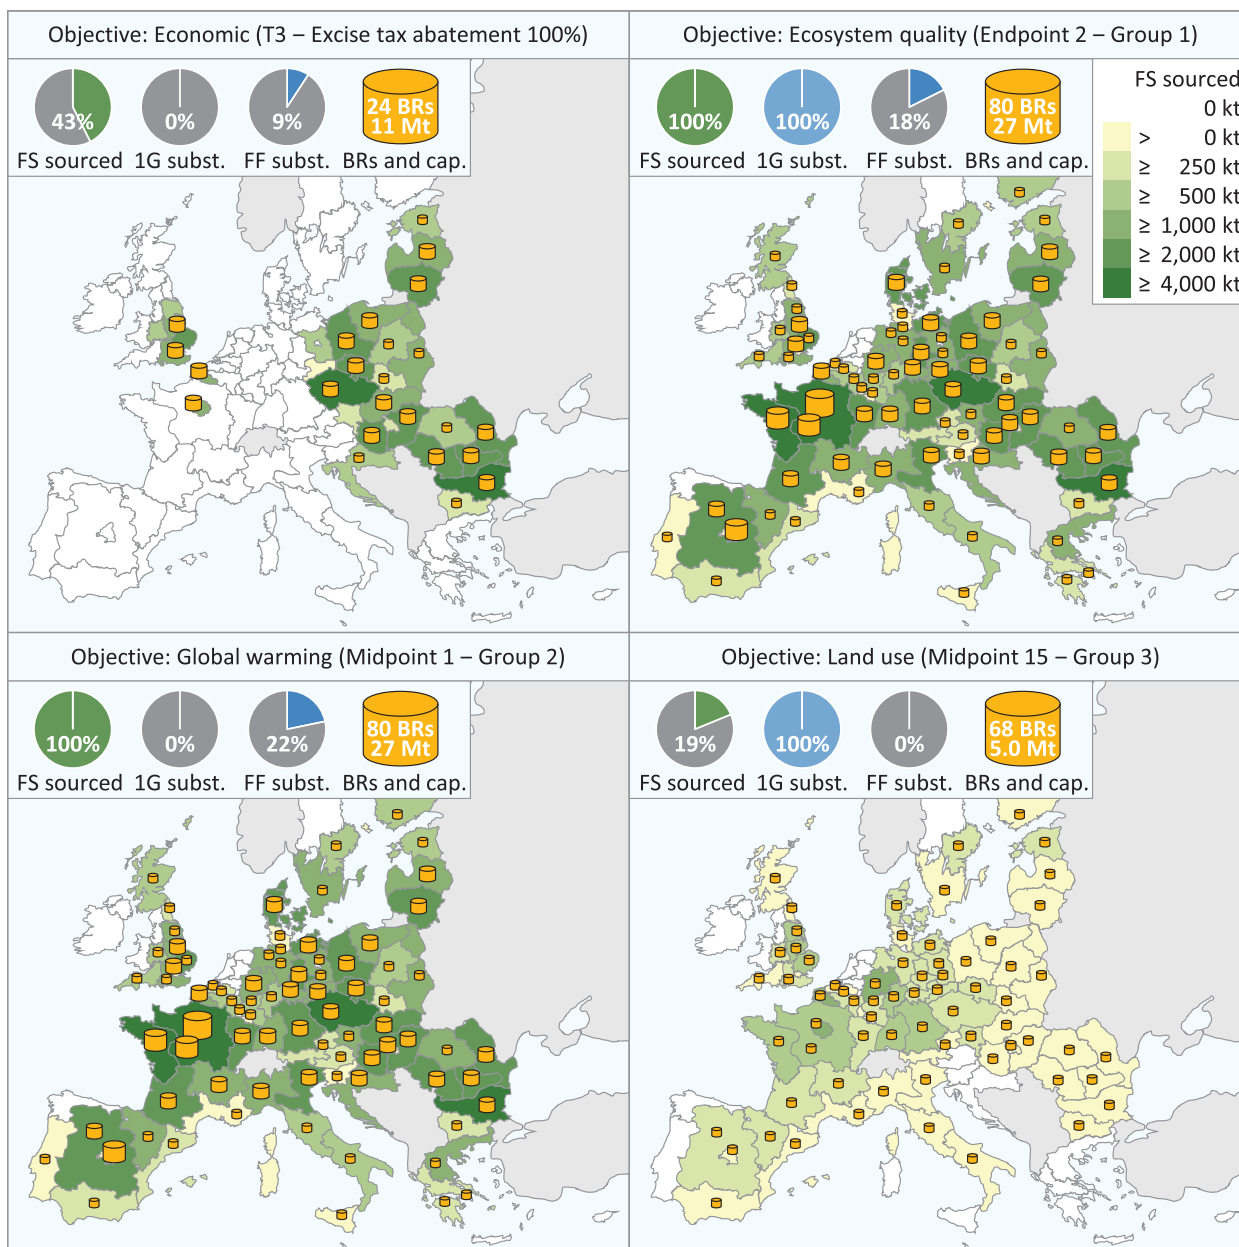 Objective: Economic (T3 – Excise tax abatement 100%)
43%
0%
9%
24 BRs
11 Mt
FS sourced
1G subst.
FF subst.
BRs and cap.
Objective: Ecosystem quality (Endpoint 2 – Group 1)
100%
100%
18%
80 BRs
27 Mt
FS sourced
1G subst.
FF subst.
BRs and cap.
FS sourced
0 kt
> 0 kt
≥ 250 kt
≥ 500 kt
≥ 1,000 kt
≥ 2,000 kt
≥ 4,000 kt
Objective: Global warming (Midpoint 1 – Group 2)
100%
0%
22%
80 BRs
27 Mt
FS sourced
1G subst.
FF subst.
BRs and cap.
Objective: Land use (Midpoint 15 – Group 3)
19%
100%
0%
68 BRs
5.0 Mt
FS sourced
1G subst.
FF subst.
BRs and cap.